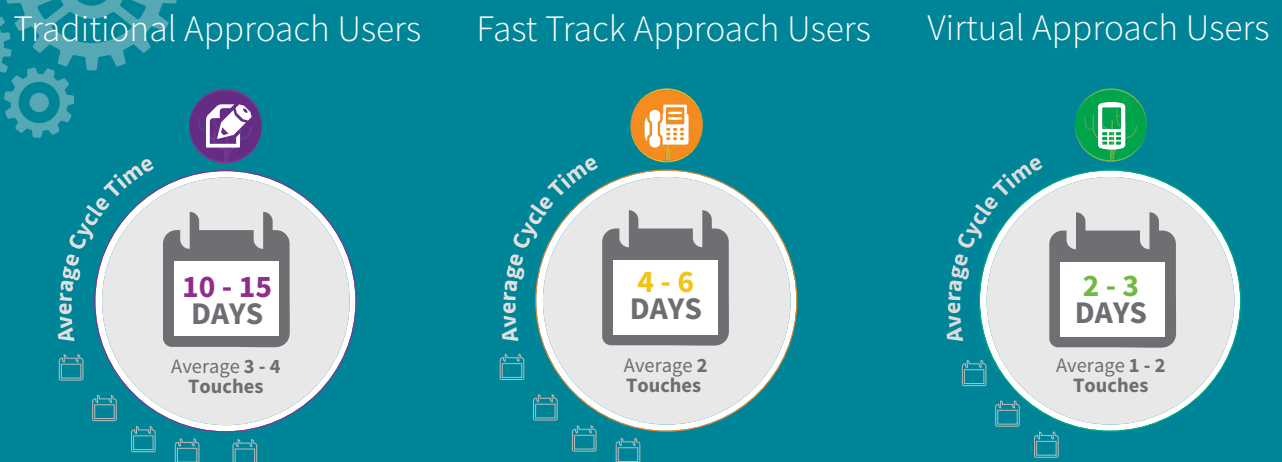 Traditional Approach Users
Average Cycle Time
10 - 15
DAYS
Average 3 - 4
Touches
Fast Track Approach Users
Average Cycle Time
4 - 6
DAYS
Average 2
Touches
Virtual Approach Users
Average Cycle Time
2 - 3
DAYS
Average 1 - 2
Touches